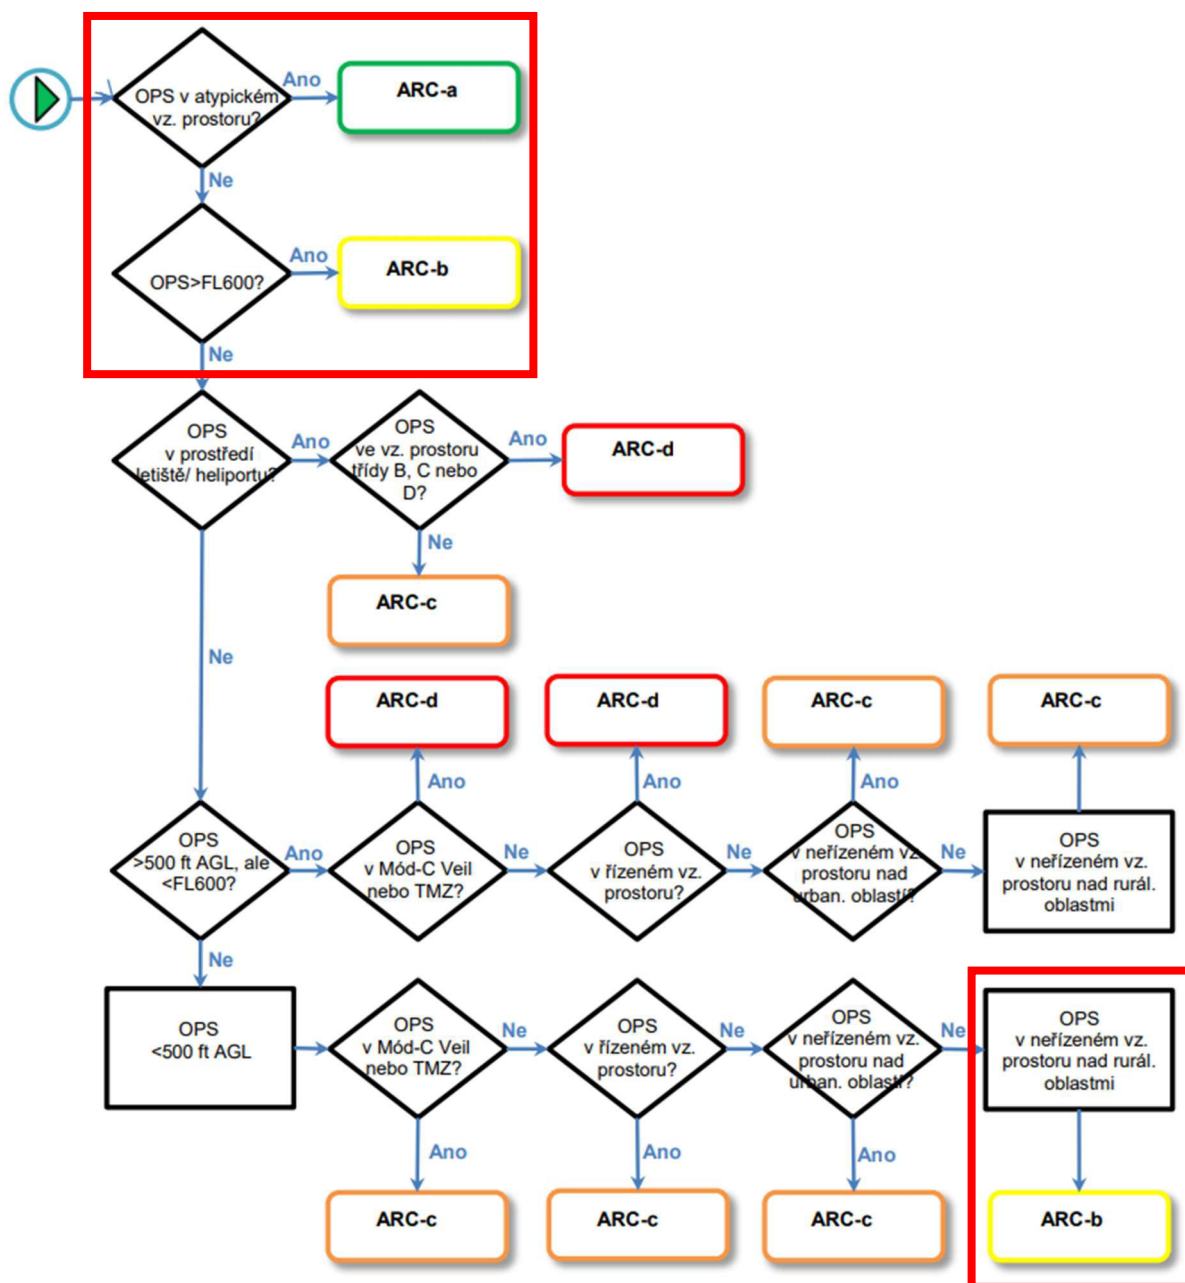 Ano
ARC-a
OPS v atypickém
vz. prostoru?
Ne
Ano
ARC-b
OPS>FL600?
Ne
OPS
v prostředí
letiště/ heliportu?
Ano
OPS
ve vz. prostoru
třídy B, C nebo
D?
Ano
ARC-d
Ne
ARC-c
Ne
ARC-d
ARC-d
ARC-c
ARC-c
Ano
Ano
Ano
OPS
>500 ft AGL, ale
<FL600?
Ano
OPS
v Mód-C Veil
nebo TMZ?
Ne
OPS
v řízeném vz.
prostoru?
Ne
OPS
v neřízeném vz.
prostoru nad
urban. oblastí?
Ne
OPS
v neřízeném vz.
prostoru nad rurál.
oblastmi
Ne
OPS
<500 ft AGL
OPS
v Mód-C Veil
nebo TMZ?
Ne
OPS
v řízeném vz.
prostoru?
Ne
OPS
v neřízeném vz.
prostoru nad
urban. oblastí?
Ne
OPS
v neřízeném vz.
prostoru nad rurál.
oblastmi
Ano
Ano
Ano
ARC-c
ARC-c
ARC-c
ARC-b